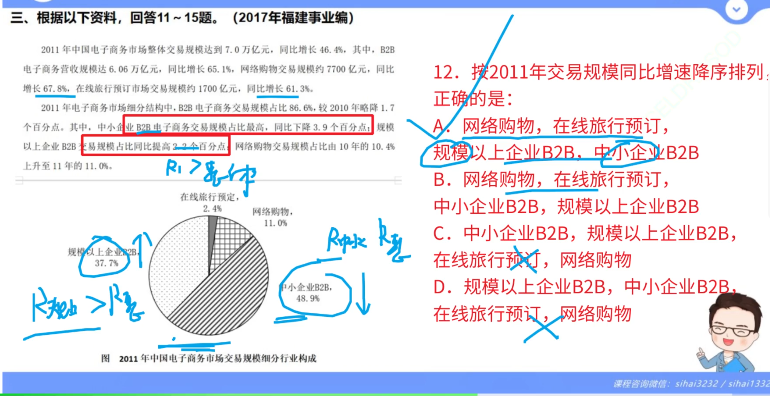 三、根据以下资料，回答11～15题。（2017年福建事业编）
2011 年中国电子商务市场整体交易规模达到 7.0 万亿元，同比增长 46.4%，其中，B2B
电子商务营收规模达 6.06 万亿元，同比增长 65.1%，网络购物交易规模约 7700 亿元，同比
增长 67.8%，在线旅行预订市场交易规模约 1700 亿元，同比增长 61.3%。
2011 年电子商务市场细分结构中，B2B 电子商务交易规模占比 86.6%，较 2010 年略降 1.7
个百分点。其中，中小企业 B2B 电子商务交易规模占比最高，同比下降 3.9 个百分点；规模
以上企业 B2B 交易规模占比同比提高 2.2 个百分点；网络购物交易规模占比由 10 年的 10.4%
上升至 11 年的 11.0%。
R₁ > 整体
在线旅行预定，
2.4%
网络购物，
11.0%
规模以上企业B2B，
37.7%
中小企业B2B，
48.9%
R中小 R整
R规以 > R整
图 2011 年中国电子商务市场交易规模细分行业构成
12．按2011年交易规模同比增速降序排列，
正确的是：
A．网络购物，在线旅行预订，
规模以上企业B2B，中小企业B2B
B．网络购物，在线旅行预订，
中小企业B2B，规模以上企业B2B
C．中小企业B2B，规模以上企业B2B，
在线旅行预订，网络购物
D．规模以上企业B2B，中小企业B2B，
在线旅行预订，网络购物
课程咨询微信：sihai3232 / sihai1332